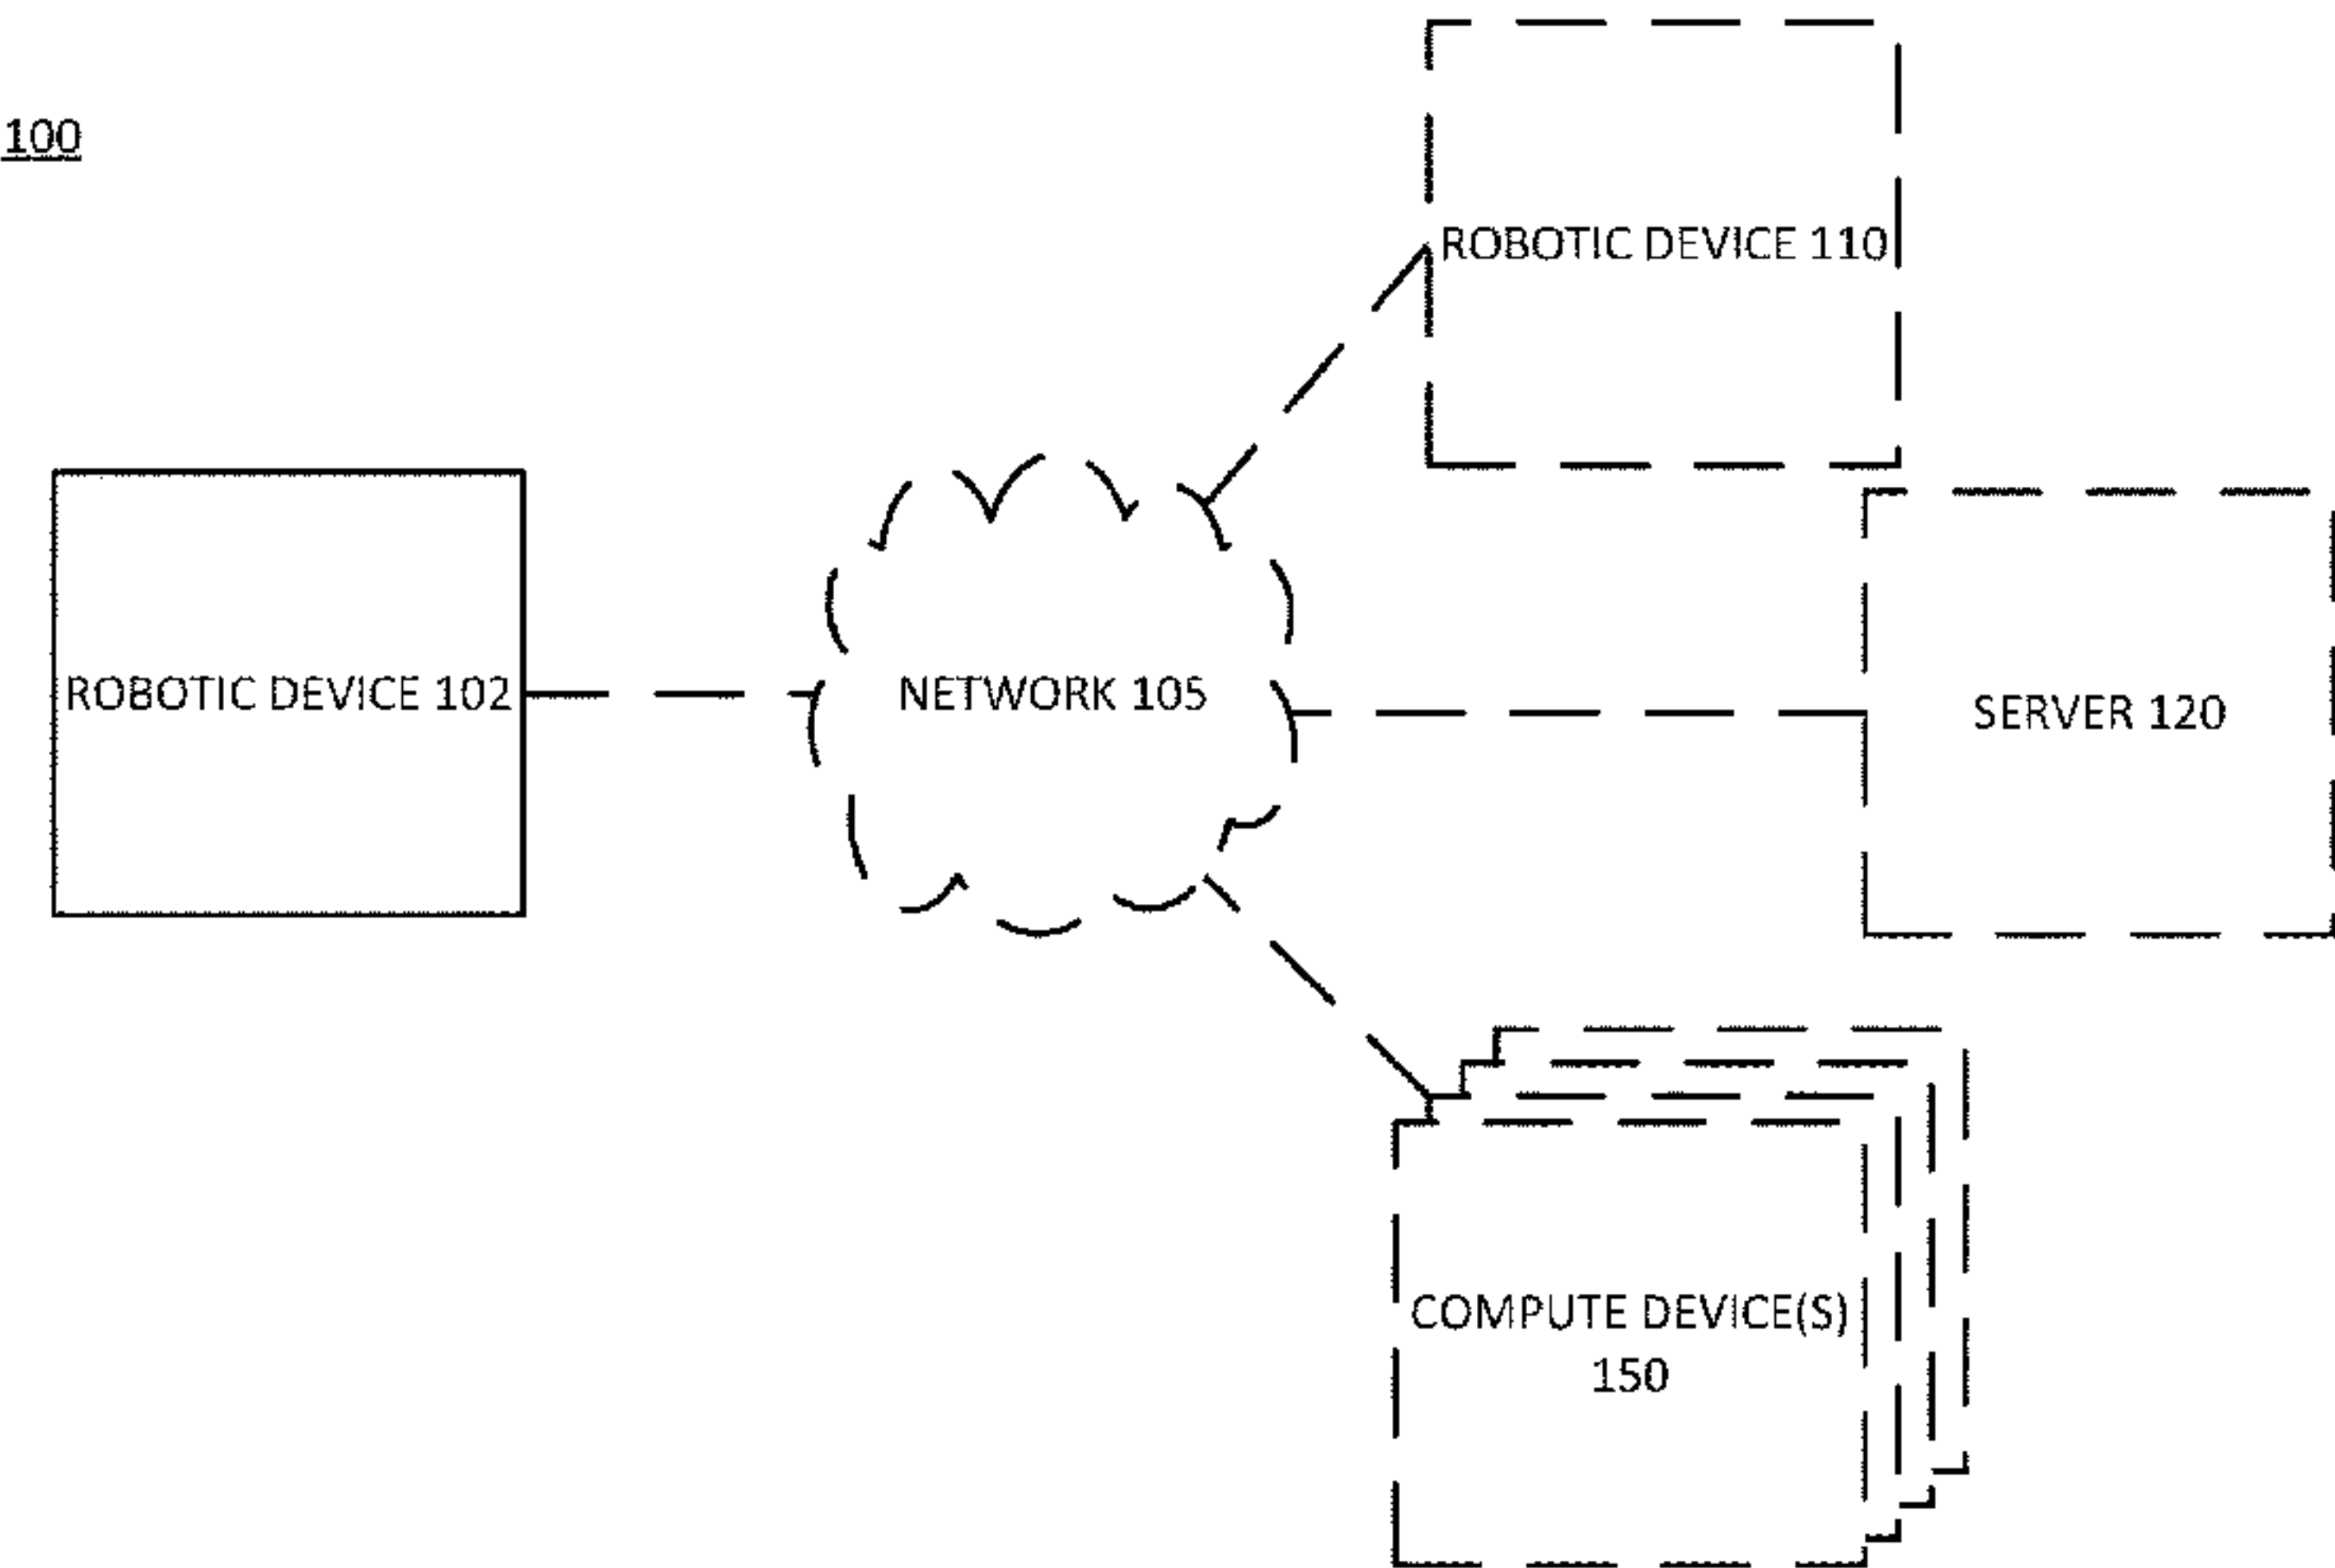 100
ROBOTIC DEVICE 110
ROBOTIC DEVICE 102
NETWORK 105
SERVER 120
COMPUTE DEVICE(S)
150